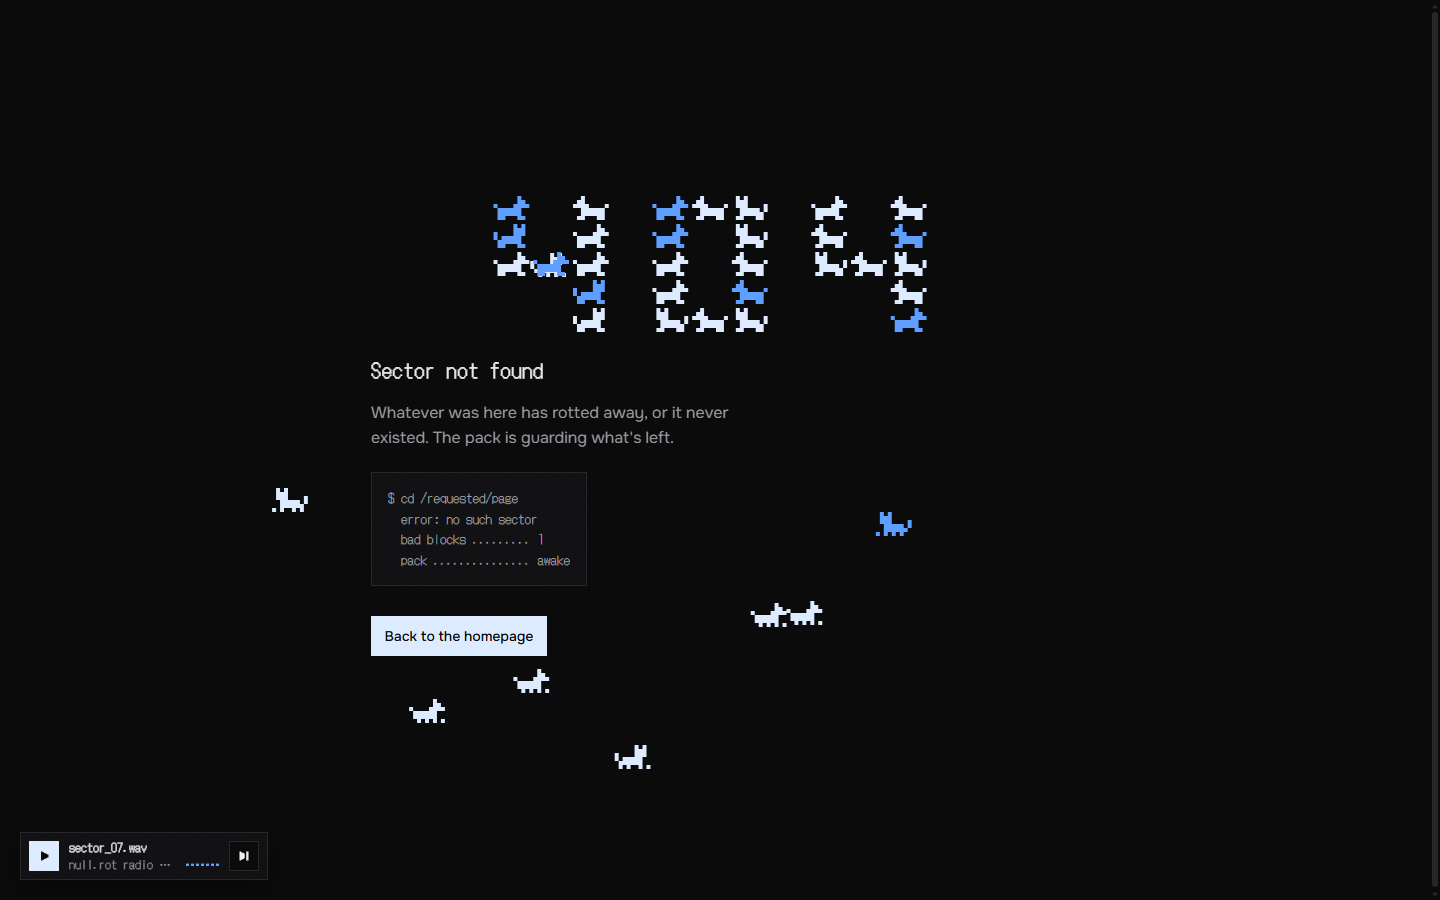 404
Sector not found
Whatever was here has rotted away, or it never
existed. The pack is guarding what's left.
$ cd /requested/page
error: no such sector
bad blocks ......... 1
pack ............... awake
Back to the homepage
sector_07.wav
null.rot radio ...